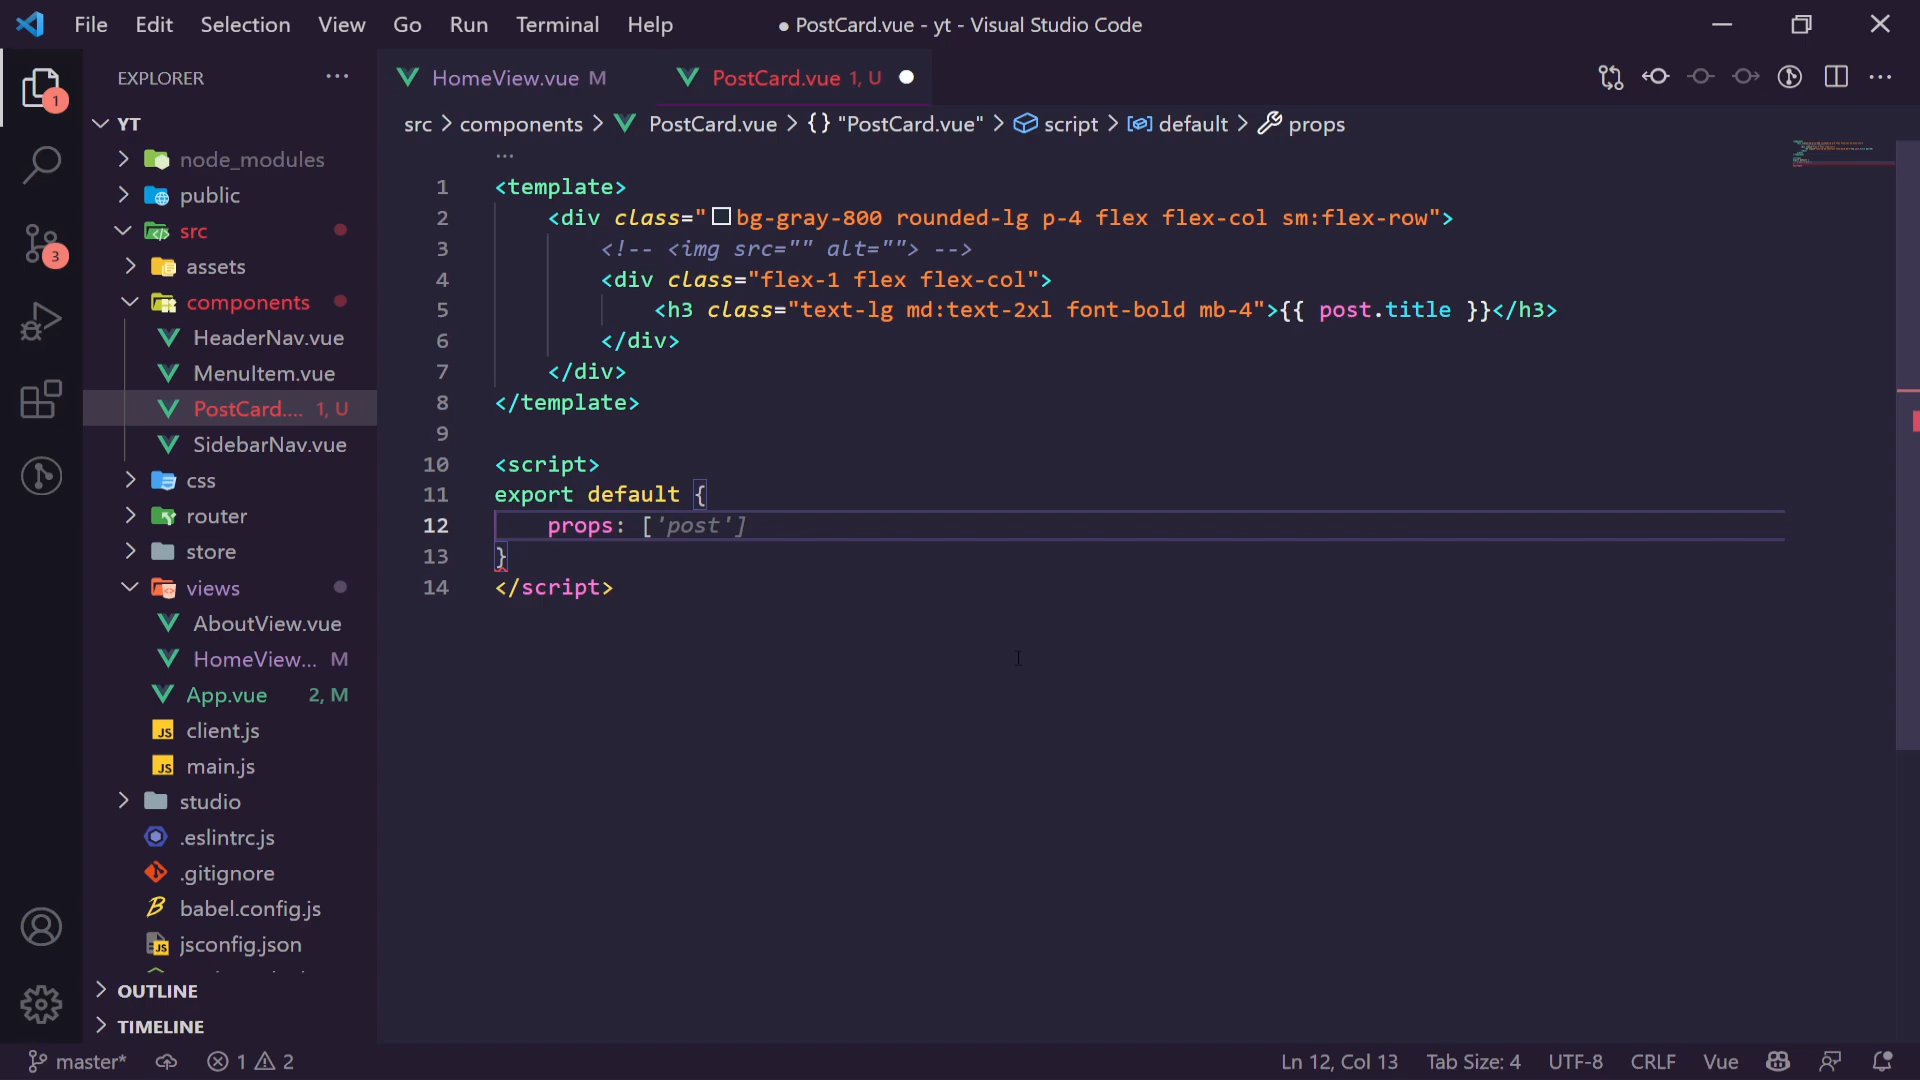 File Edit Selection View Go Run Terminal Help ● PostCard.vue - yt - Visual Studio Code
EXPLORER
HomeView.vue M PostCard.vue 1, U
src > components > PostCard.vue > {} "PostCard.vue" > script > default > props
1
YT
node_modules
public
src
assets
components
HeaderNav.vue
MenuItem.vue
PostCard.... 1, U
SidebarNav.vue
css
router
store
views
AboutView.vue
HomeView... M
App.vue 2, M
JS client.js
JS main.js
studio
.eslintrc.js
.gitignore
babel.config.js
JS jsconfig.json
OUTLINE
TIMELINE
3
...
1 <template>
2 <div class="bg-gray-800 rounded-lg p-4 flex flex-col sm:flex-row">
3 <!-- <img src="" alt=""> -->
4 <div class="flex-1 flex flex-col">
5 <h3 class="text-lg md:text-2xl font-bold mb-4">{{ post.title }}</h3>
6 </div>
7 </div>
8 </template>
9
10 <script>
11 export default {
12 props: ['post']
13 }
14 </script>
master* 1 2 Ln 12, Col 13 Tab Size: 4 UTF-8 CRLF Vue